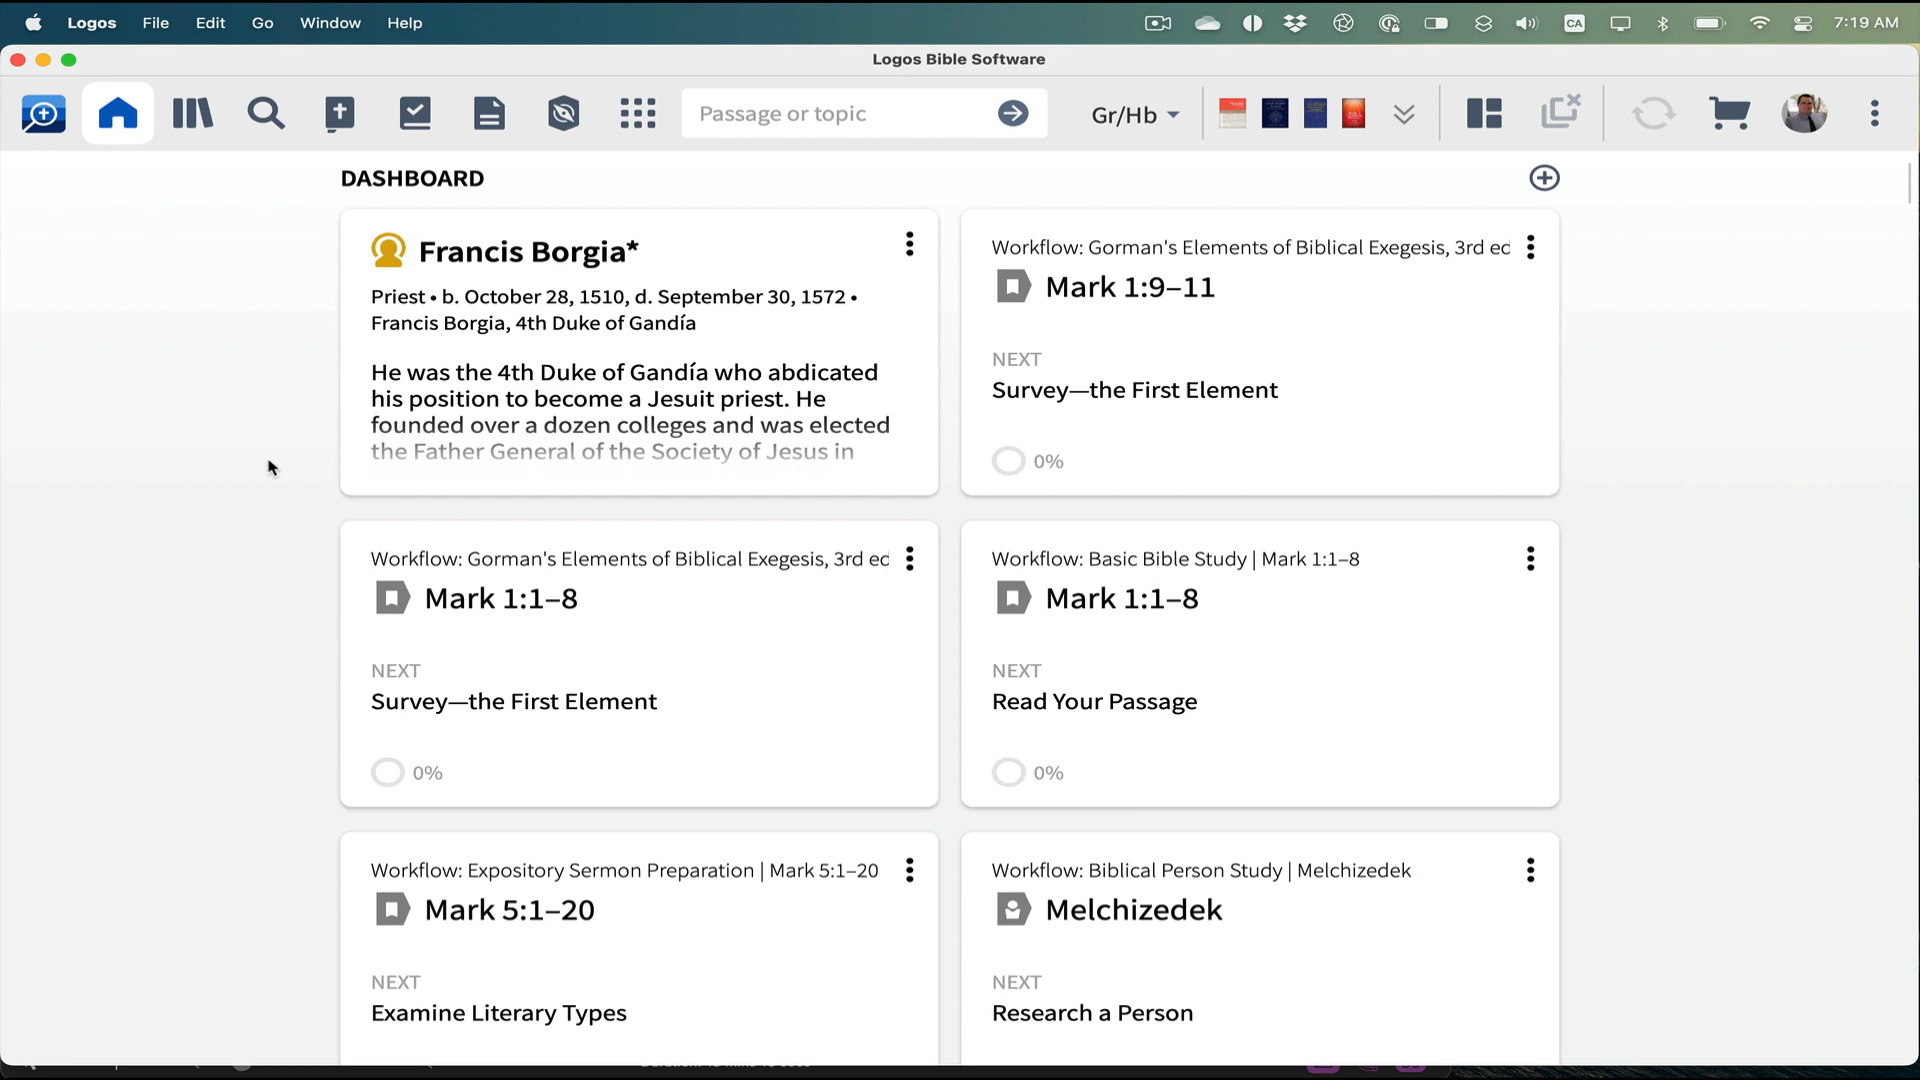 Logos File Edit Go Window Help CA 7:19 AM
Logos Bible Software
Passage or topic Gr/Hb
DASHBOARD
Francis Borgia*
Priest • b. October 28, 1510, d. September 30, 1572 •
Francis Borgia, 4th Duke of Gandía
He was the 4th Duke of Gandía who abdicated
his position to become a Jesuit priest. He
founded over a dozen colleges and was elected
the Father General of the Society of Jesus in
Workflow: Gorman's Elements of Biblical Exegesis, 3rd ed
Mark 1:9–11
NEXT
Survey—the First Element
0%
Workflow: Gorman's Elements of Biblical Exegesis, 3rd ed
Mark 1:1–8
NEXT
Survey—the First Element
0%
Workflow: Basic Bible Study | Mark 1:1–8
Mark 1:1–8
NEXT
Read Your Passage
0%
Workflow: Expository Sermon Preparation | Mark 5:1–20
Mark 5:1–20
NEXT
Examine Literary Types
Workflow: Biblical Person Study | Melchizedek
Melchizedek
NEXT
Research a Person